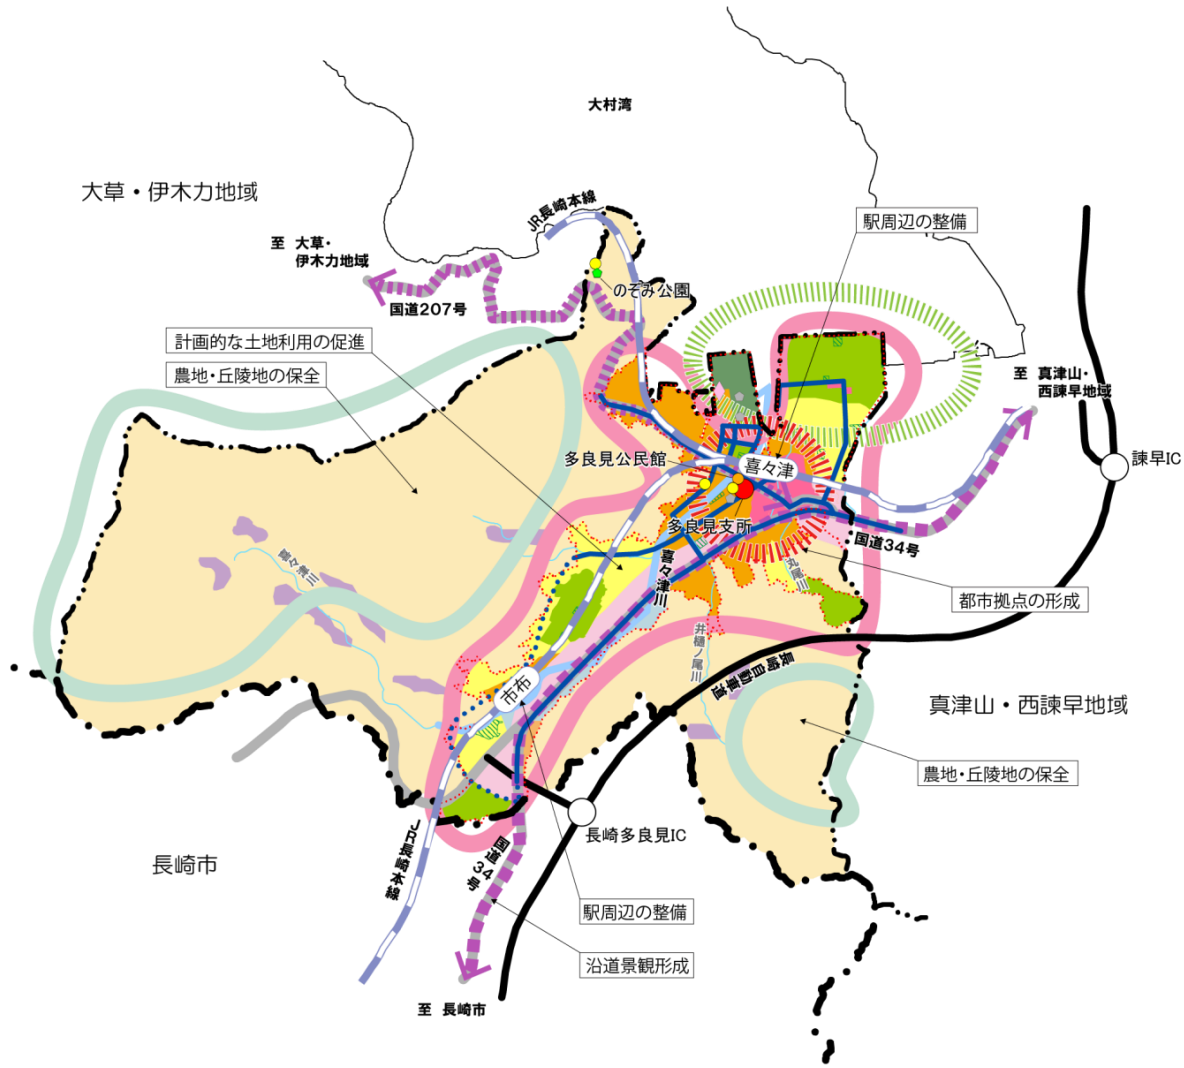 大村湾
大草・伊木力地域
JR長崎本線
駅周辺の整備
至 大草・
伊木力地域
のぞみ公園
国道207号
計画的な土地利用の促進
農地・丘陵地の保全
至 真津山・
西諫早地域
諫早IC
多良見公民館
喜々津
多良見支所
国道34号
喜々津川
喜々津川
丸尾川
都市拠点の形成
井樋ノ尾川
長崎自動車道
市布
真津山・西諫早地域
農地・丘陵地の保全
長崎多良見IC
JR長崎本線
国道34号
長崎市
駅周辺の整備
沿道景観形成
至 長崎市